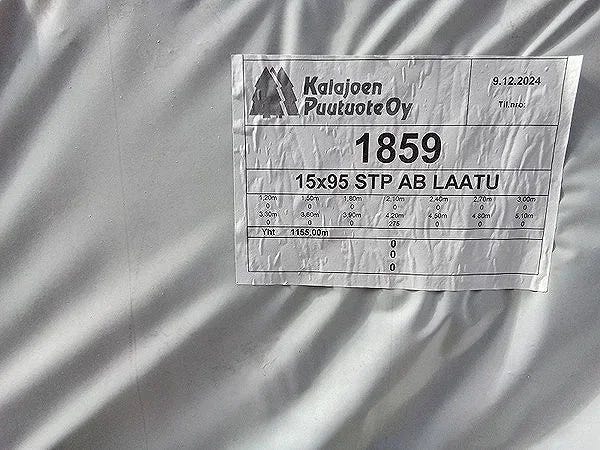 Kalajoen
Puutuote Oy
9.12.2024
Til.nro:
1859
15x95 STP AB LAATU
1,20m 1,50m 1,80m 2,10m 2,40m 2,70m 3,00m
0 0 0 0 0 0 0
3,30m 3,60m 3,90m 4,20m 4,50m 4,80m 5,10m
0 0 0 275 0 0 0
Yht 1155,00m
0
0
0